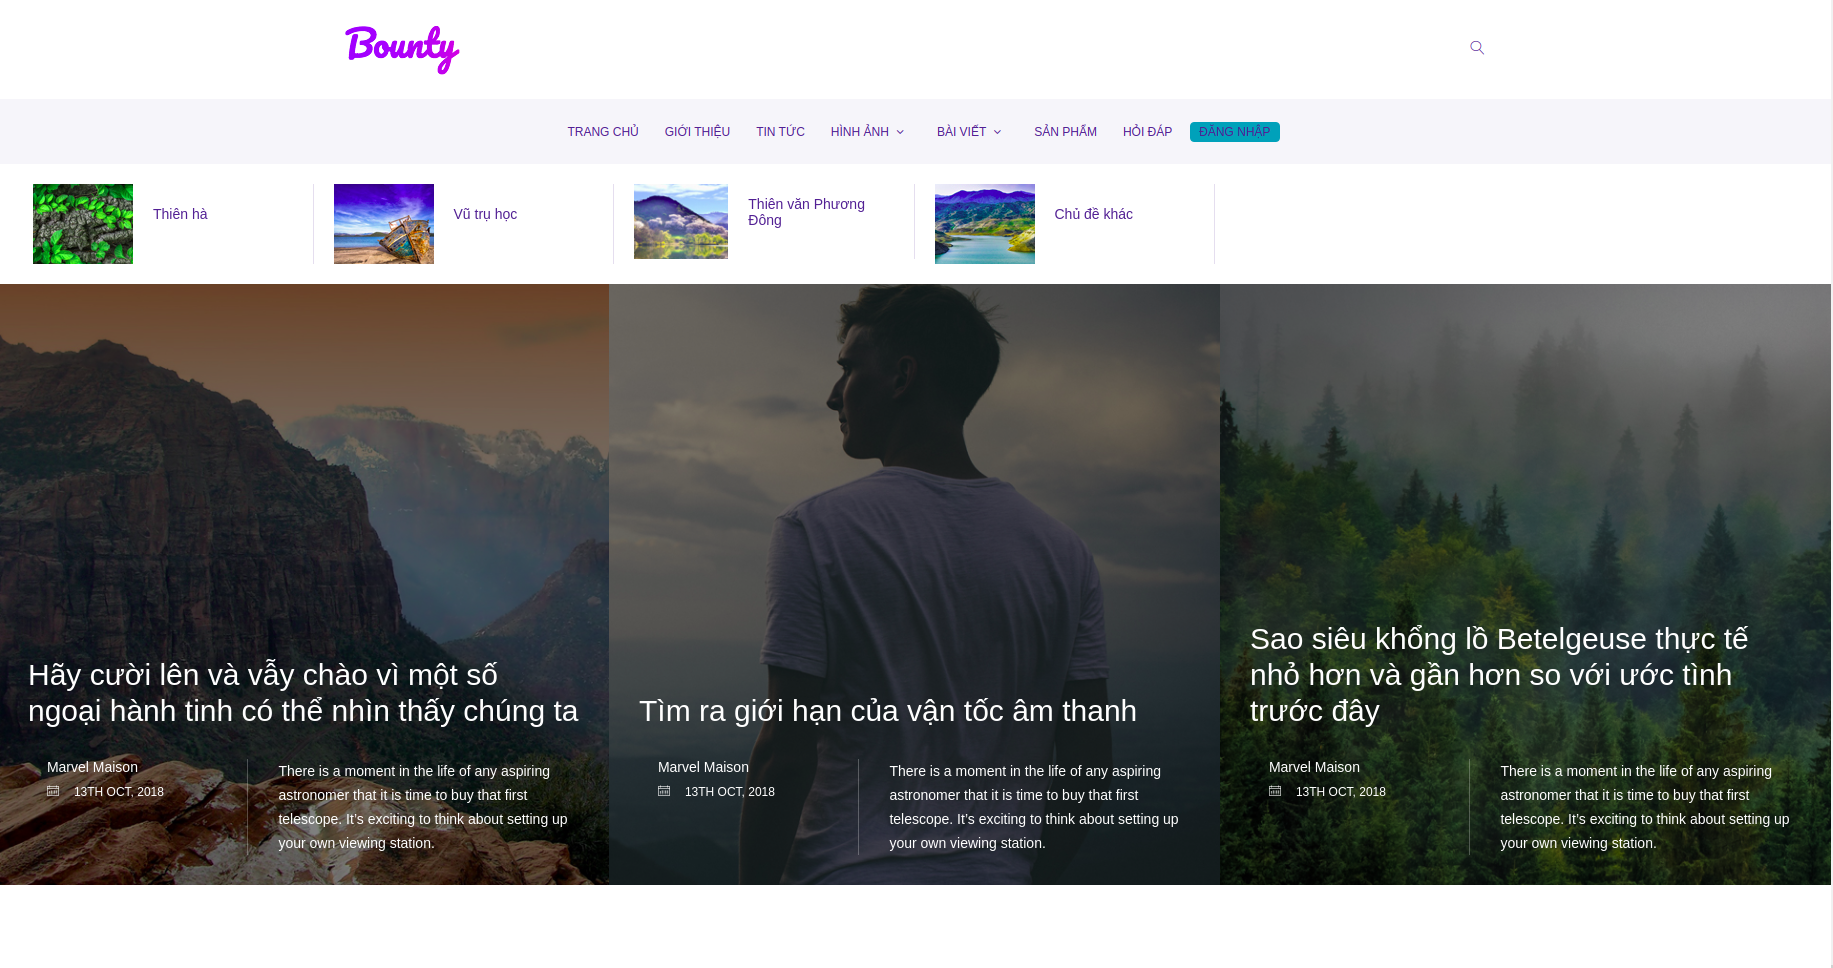 Bounty
TRANG CHỦ GIỚI THIỆU TIN TỨC HÌNH ẢNH BÀI VIẾT SẢN PHẨM HỎI ĐÁP ĐĂNG NHẬP
Thiên hà
Vũ trụ học
Thiên văn Phương
Đông
Chủ đề khác
Hãy cười lên và vẫy chào vì một số
ngoại hành tinh có thể nhìn thấy chúng ta
Marvel Maison
13TH OCT, 2018
There is a moment in the life of any aspiring
astronomer that it is time to buy that first
telescope. It’s exciting to think about setting up
your own viewing station.
Tìm ra giới hạn của vận tốc âm thanh
Marvel Maison
13TH OCT, 2018
There is a moment in the life of any aspiring
astronomer that it is time to buy that first
telescope. It’s exciting to think about setting up
your own viewing station.
Sao siêu khổng lồ Betelgeuse thực tế
nhỏ hơn và gần hơn so với ước tình
trước đây
Marvel Maison
13TH OCT, 2018
There is a moment in the life of any aspiring
astronomer that it is time to buy that first
telescope. It’s exciting to think about setting up
your own viewing station.